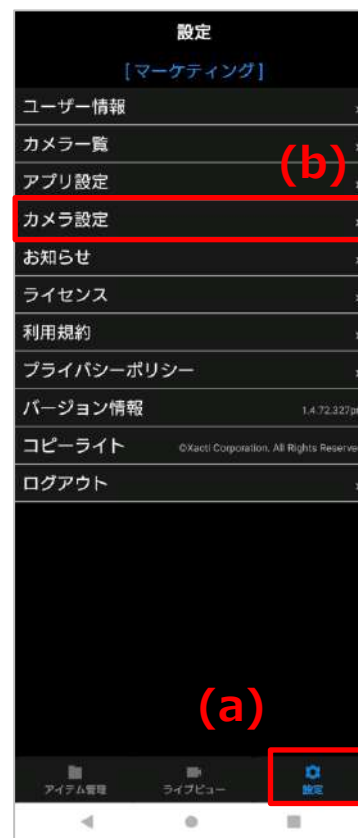 設定
[マーケティング]
ユーザー情報
カメラ一覧
(b)
アプリ設定
カメラ設定
お知らせ
ライセンス
利用規約
プライバシーポリシー
バージョン情報 1.4.72.327pr
コピーライト ©Xacti Corporation. All Rights Reserve
ログアウト
(a)
アイテム管理 ライブビュー 設定